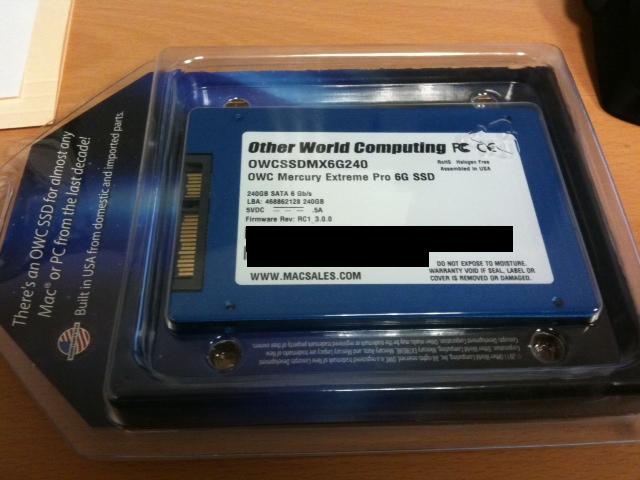 Other World Computing FC CE
OWCSSDMX6G240
RoHS Halogen Free
Assembled in USA
OWC Mercury Extreme Pro 6G SSD
240GB SATA 6 Gb/s
LBA: 468862128 240GB
5VDC .5A
Firmware Rev: RC1_3.0.0
DO NOT EXPOSE TO MOISTURE.
WARRANTY VOID IF SEAL, LABEL OR
COVER IS REMOVED OR DAMAGED.
WWW.MACSALES.COM
There's an OWC SSD for almost any
Mac® or PC from the last decade!
Built in USA from domestic and imported parts.